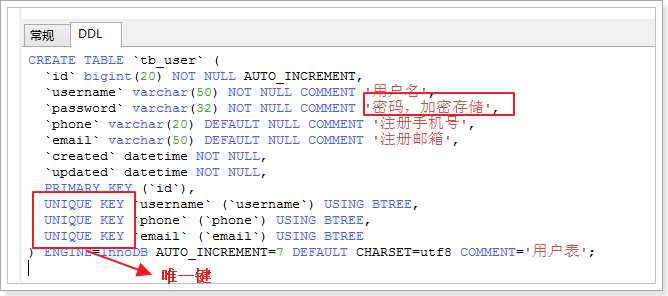 常规 DDL
CREATE TABLE `tb_user` (
`id` bigint(20) NOT NULL AUTO_INCREMENT,
`username` varchar(50) NOT NULL COMMENT '用户名',
`password` varchar(32) NOT NULL COMMENT '密码，加密存储',
`phone` varchar(20) DEFAULT NULL COMMENT '注册手机号',
`email` varchar(50) DEFAULT NULL COMMENT '注册邮箱',
`created` datetime NOT NULL,
`updated` datetime NOT NULL,
PRIMARY KEY (`id`),
UNIQUE KEY `username` (`username`) USING BTREE,
UNIQUE KEY `phone` (`phone`) USING BTREE,
UNIQUE KEY `email` (`email`) USING BTREE
) ENGINE=InnoDB AUTO_INCREMENT=7 DEFAULT CHARSET=utf8 COMMENT='用户表';
唯一键